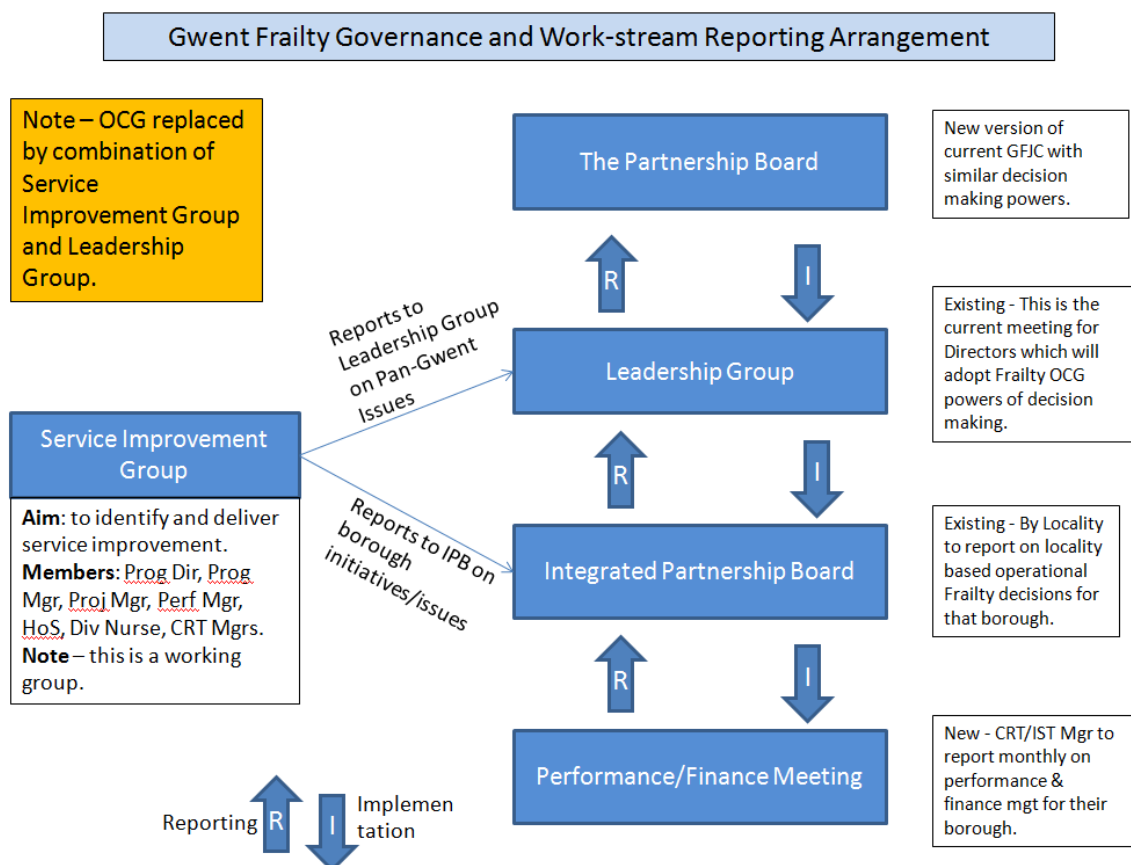 Gwent Frailty Governance and Work-stream Reporting Arrangement
Note – OCG replaced
by combination of
Service
Improvement Group
and Leadership
Group.
The Partnership Board
New version of
current GFJC with
similar decision
making powers.
R
I
Reports to
Leadership Group
on Pan-Gwent
Issues
Leadership Group
Existing - This is the
current meeting for
Directors which will
adopt Frailty OCG
powers of decision
making.
Service Improvement
Group
Aim: to identify and deliver
service improvement.
Members: Prog Dir, Prog
Mgr, Proj Mgr, Perf Mgr,
HoS, Div Nurse, CRT Mgrs.
Note – this is a working
group.
R
I
Reports to IPB on
borough
initiatives/issues
Integrated Partnership Board
Existing - By Locality
to report on locality
based operational
Frailty decisions for
that borough.
R
I
Performance/Finance Meeting
New - CRT/IST Mgr to
report monthly on
performance &
finance mgt for their
borough.
Reporting
R
I
Implemen
tation